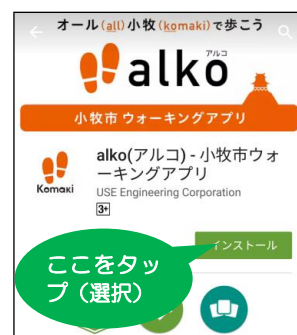 オール(all)小牧(komaki)で歩こう
アルコ
alko
小牧市 ウォーキングアプリ
alko(アルコ) - 小牧市ウォ
ーキングアプリ
USE Engineering Corporation
3+
Komaki
インストール
ここをタッ
プ（選択）